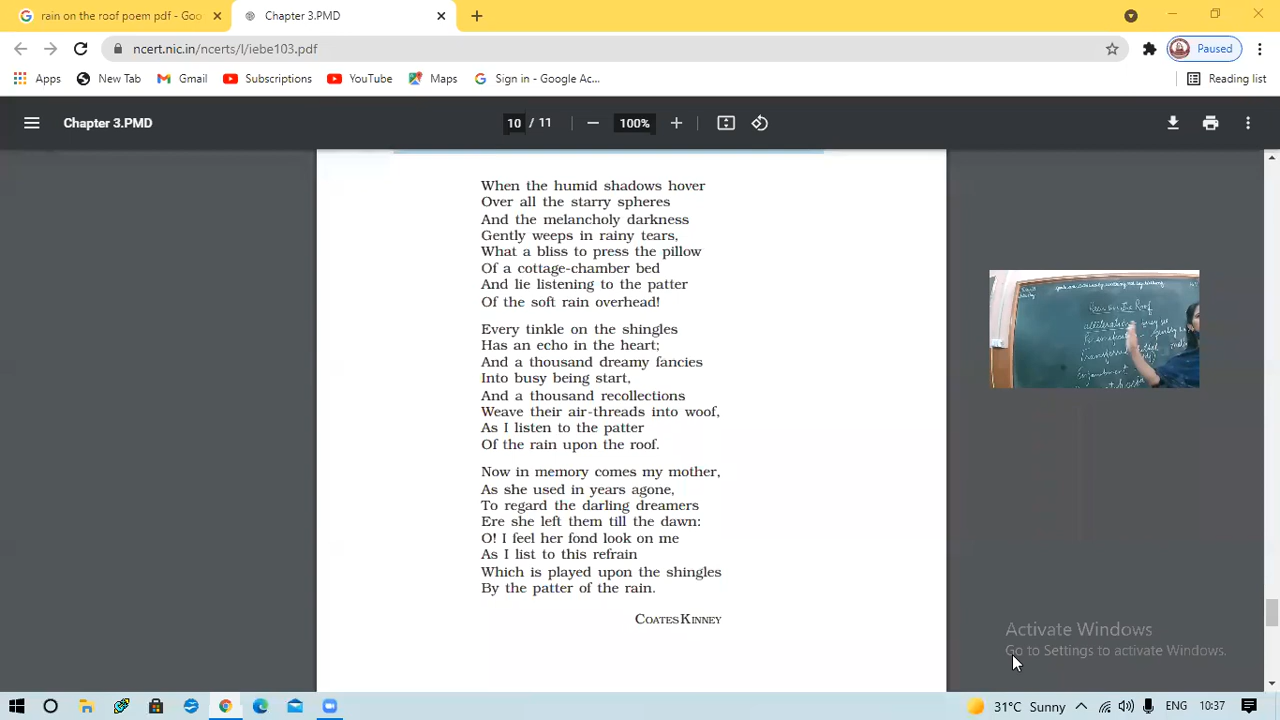 rain on the roof poem pdf - Goo
Chapter 3.PMD
ncert.nic.in/ncerts/l/iebe103.pdf
Paused
Apps
New Tab
Gmail
Subscriptions
YouTube
Maps
Sign in - Google Ac...
Reading list
Chapter 3.PMD
10 / 11
100%
When the humid shadows hover
Over all the starry spheres
And the melancholy darkness
Gently weeps in rainy tears,
What a bliss to press the pillow
Of a cottage-chamber bed
And lie listening to the patter
Of the soft rain overhead!
Every tinkle on the shingles
Has an echo in the heart;
And a thousand dreamy fancies
Into busy being start,
And a thousand recollections
Weave their air-threads into woof,
As I listen to the patter
Of the rain upon the roof.
Now in memory comes my mother,
As she used in years agone,
To regard the darling dreamers
Ere she left them till the dawn:
O! I feel her fond look on me
As I list to this refrain
Which is played upon the shingles
By the patter of the rain.
COATES KINNEY
Rain on the Roof
Activate Windows
Go to Settings to activate Windows.
31°C Sunny
ENG
10:37